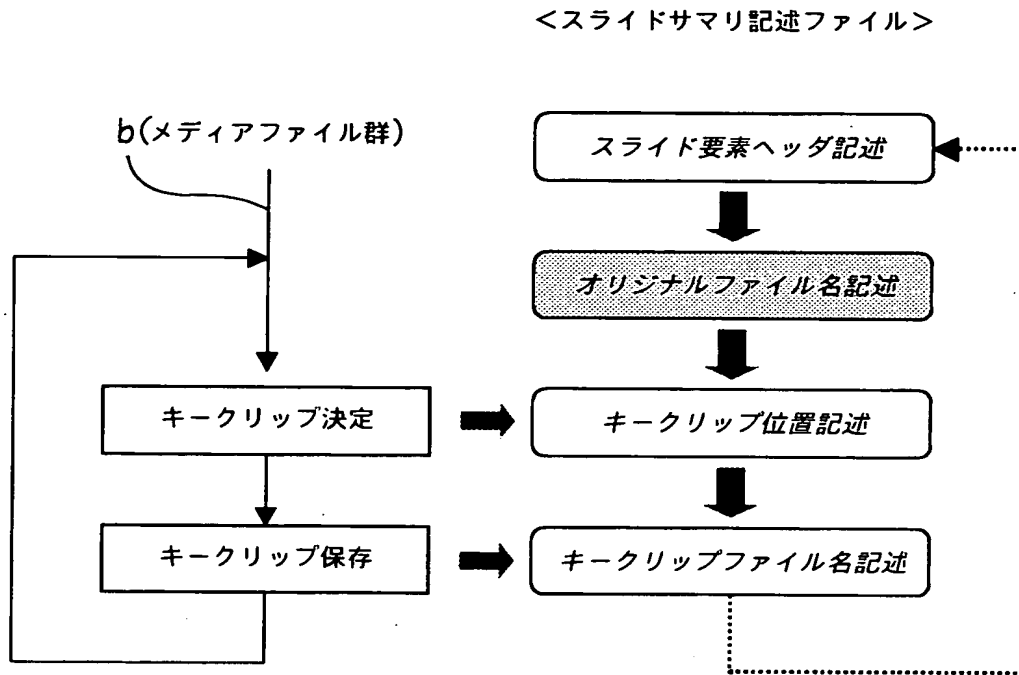 ＜スライドサマリ記述ファイル＞
b(メディアファイル群)
スライド要素ヘッダ記述
オリジナルファイル名記述
キークリップ決定
キークリップ位置記述
キークリップ保存
キークリップファイル名記述